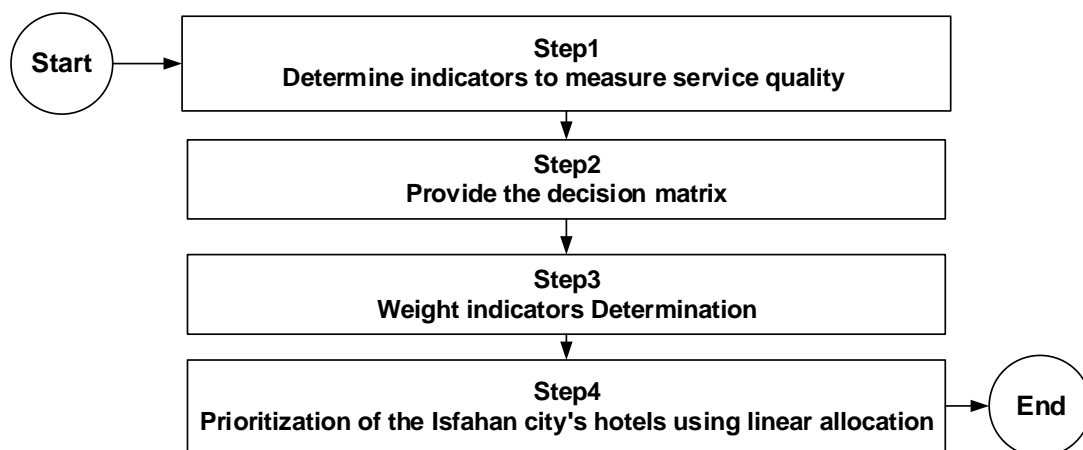 Start
Step1
Determine indicators to measure service quality
Step2
Provide the decision matrix
Step3
Weight indicators Determination
Step4
Prioritization of the Isfahan city's hotels using linear allocation
End